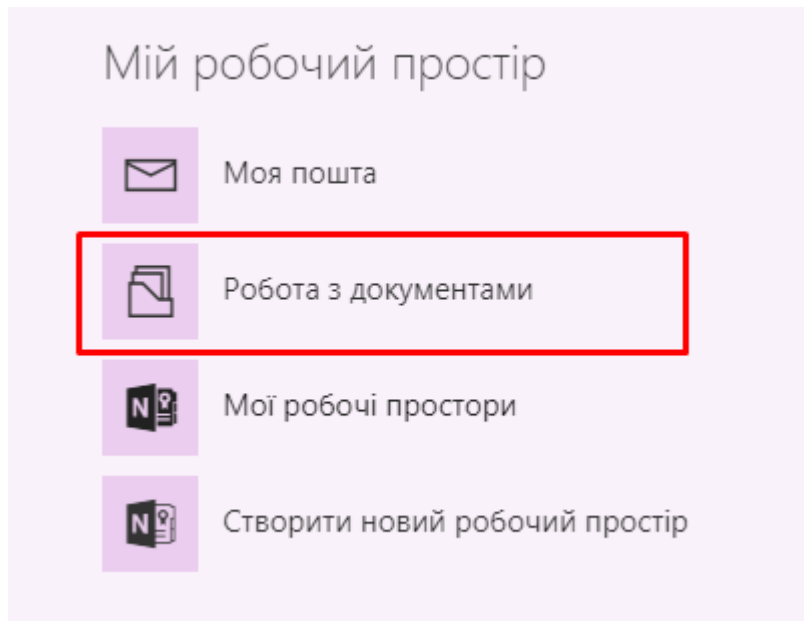 Мій робочий простір
Моя пошта
Робота з документами
Мої робочі простори
Створити новий робочий простір